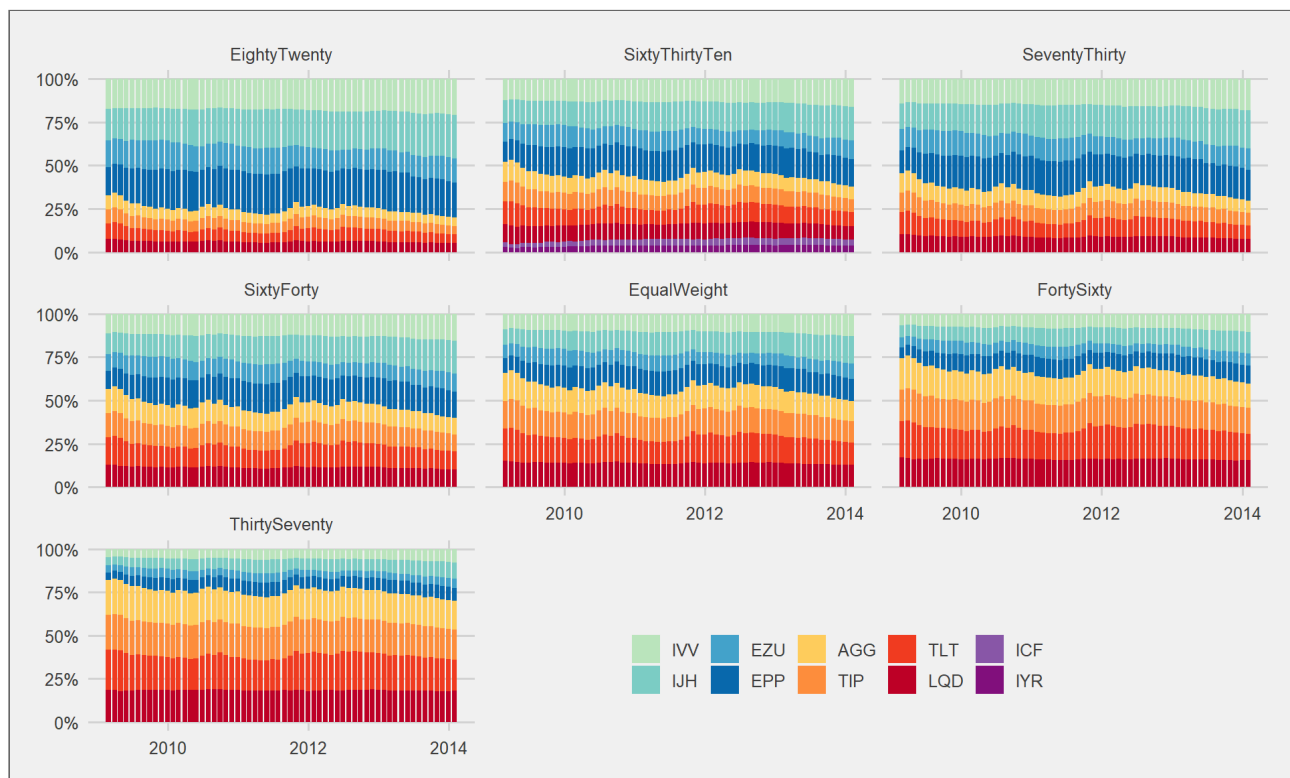 EightyTwenty
SixtyThirtyTen
SeventyThirty
100%
75%
50%
25%
0%
SixtyForty
EqualWeight
FortySixty
100%
75%
50%
25%
0%
2010 2012 2014
2010 2012 2014
ThirtySeventy
100%
75%
50%
25%
0%
2010 2012 2014
IVV EZU AGG TLT ICF
IJH EPP TIP LQD IYR